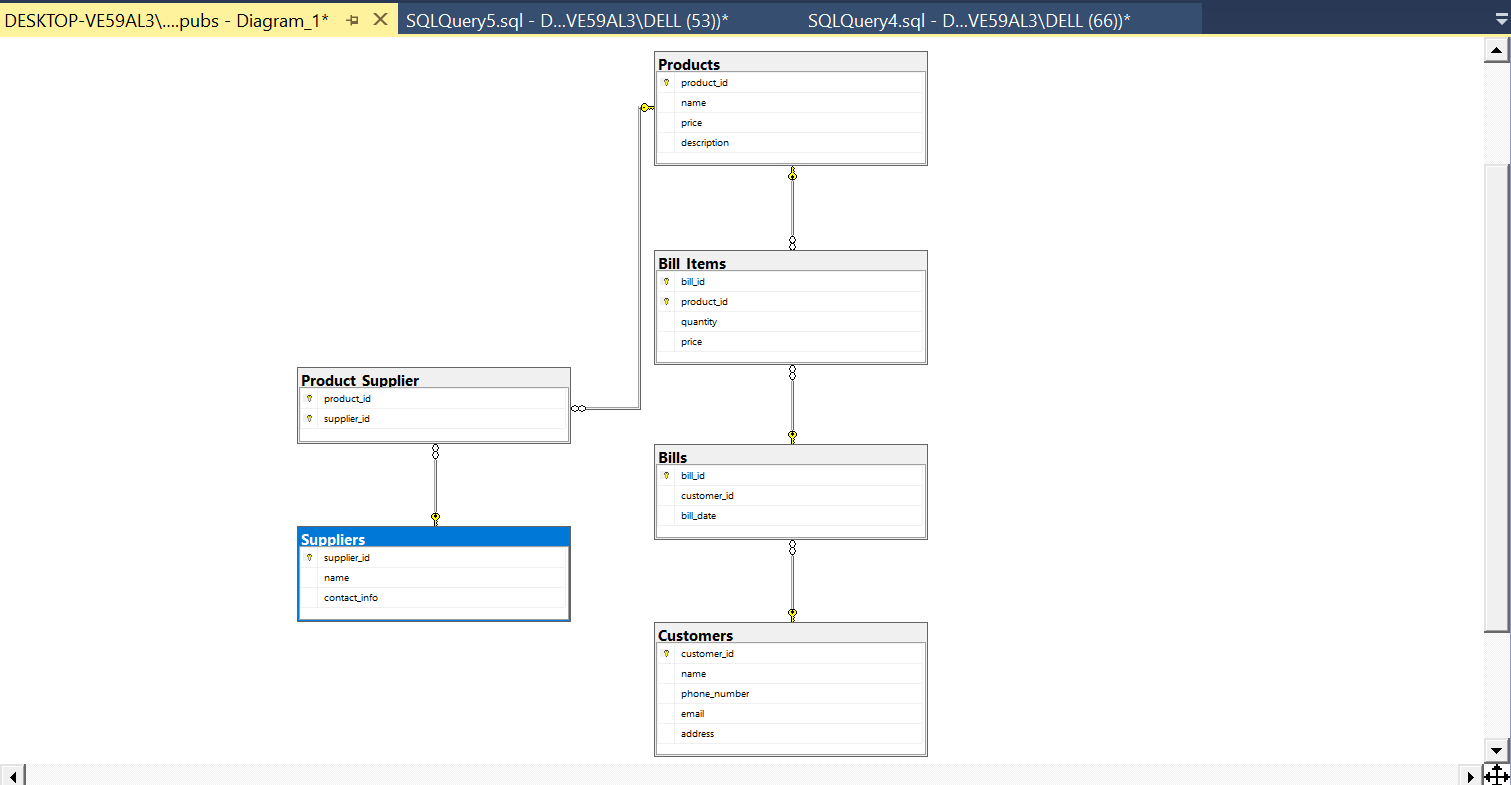 DESKTOP-VE59AL3\....pubs - Diagram_1*
SQLQuery5.sql - D...VE59AL3\DELL (53))*
SQLQuery4.sql - D...VE59AL3\DELL (66))*
Products
product_id
name
price
description
Bill_Items
bill_id
product_id
quantity
price
Product_Supplier
product_id
supplier_id
Bills
bill_id
customer_id
bill_date
Suppliers
supplier_id
name
contact_info
Customers
customer_id
name
phone_number
email
address